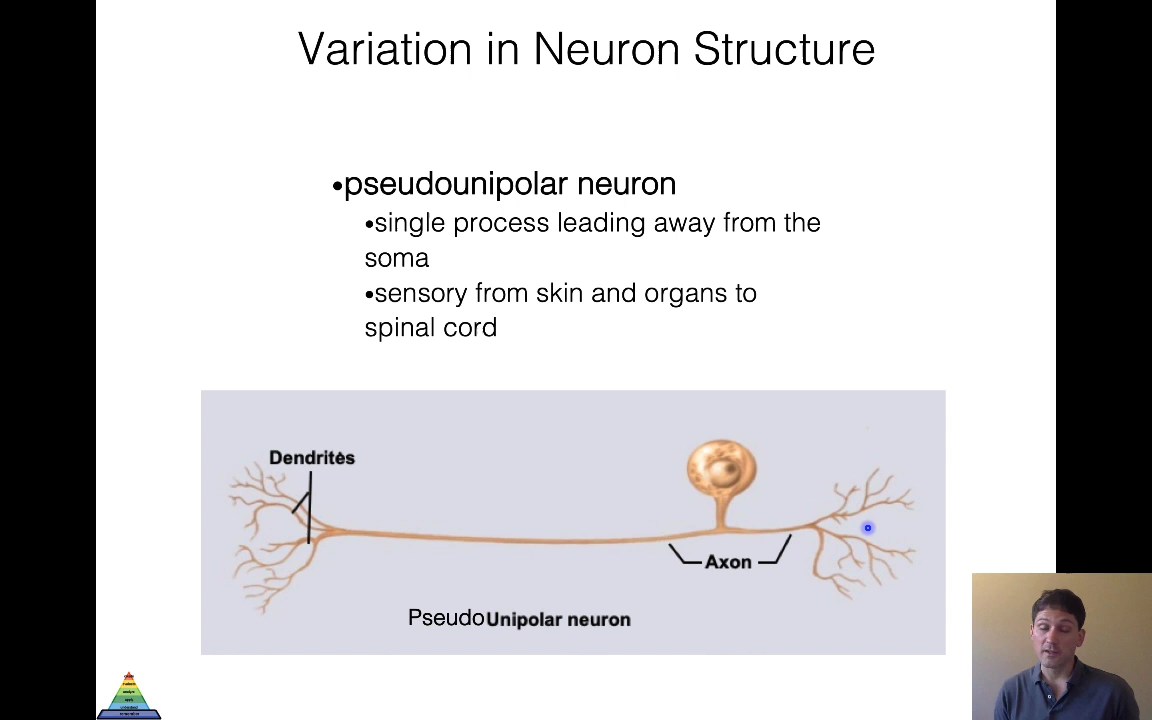 Variation in Neuron Structure
•pseudounipolar neuron
•single process leading away from the
soma
•sensory from skin and organs to
spinal cord
Dendrites
Axon
PseudoUnipolar neuron